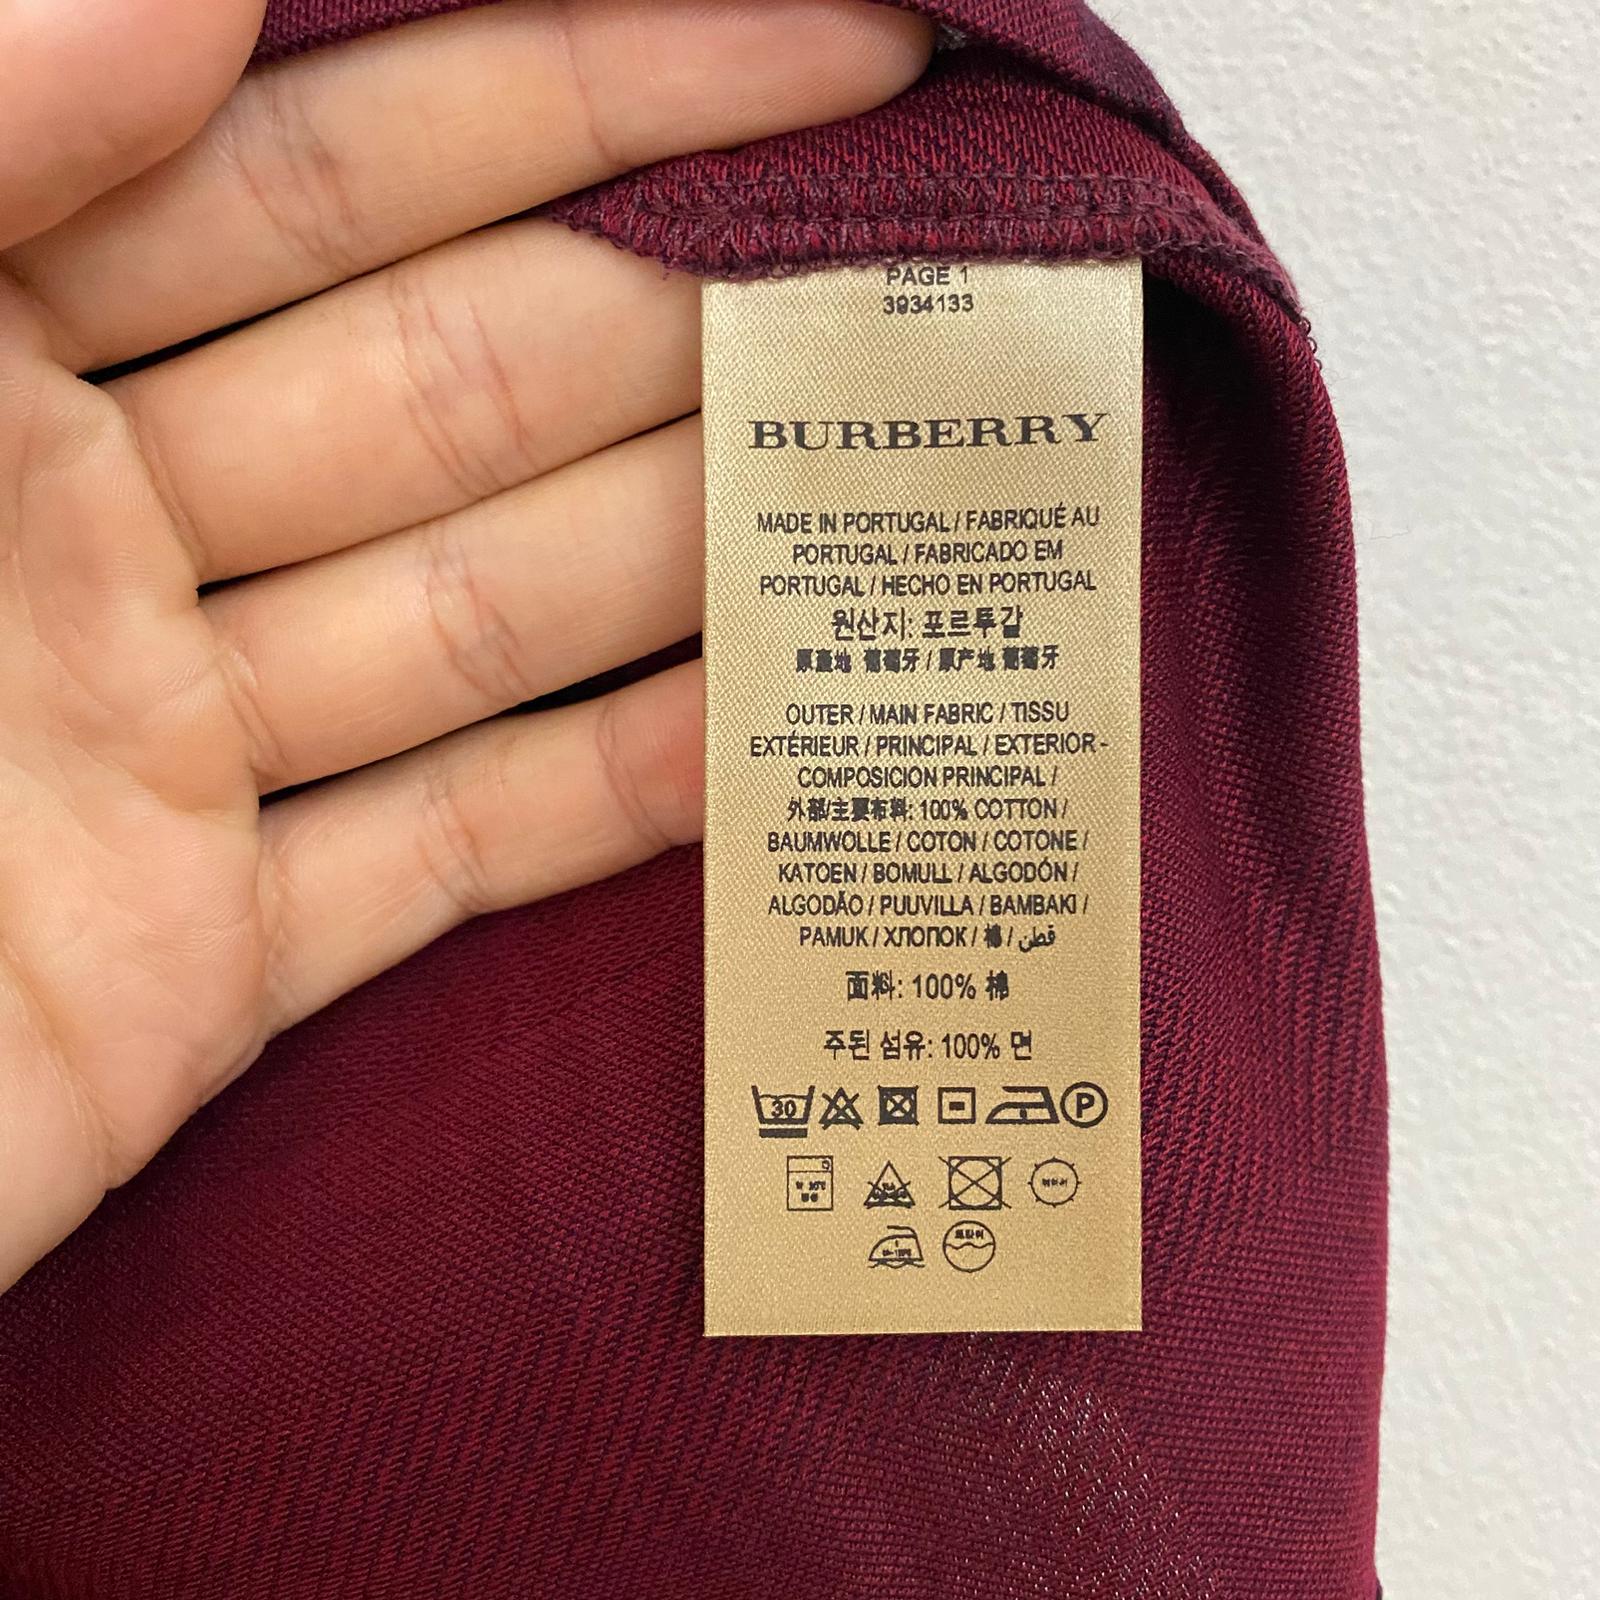 PAGE 1
3934133
BURBERRY
MADE IN PORTUGAL / FABRIQUÉ AU
PORTUGAL / FABRICADO EM
PORTUGAL / HECHO EN PORTUGAL
원산지: 포르투갈
原產地 葡萄牙 / 原产地 葡萄牙
OUTER / MAIN FABRIC / TISSU
EXTÉRIEUR / PRINCIPAL / EXTERIOR -
COMPOSICION PRINCIPAL /
外部/主要布料: 100% COTTON /
BAUMWOLLE / COTON / COTONE /
KATOEN / BOMULL / ALGODÓN /
ALGODÃO / PUUVILLA / BAMBAKI /
PAMUK / ХЛОПОК / 棉 / قطن
面料: 100% 棉
주된 섬유: 100% 면
30 P
드라이